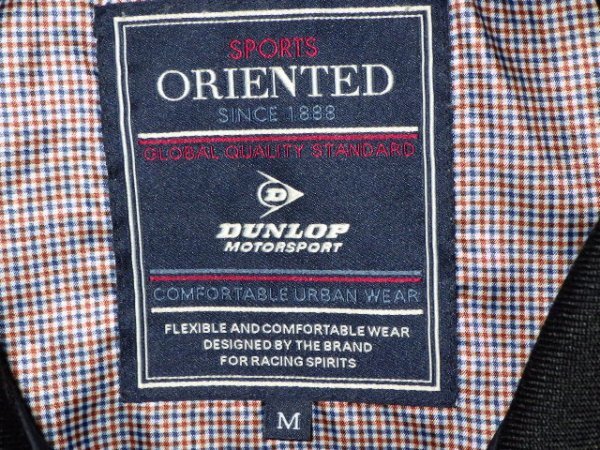 SPORTS
ORIENTED
SINCE 1888
GLOBAL QUALITY STANDARD
D
DUNLOP
MOTORSPORT
COMFORTABLE URBAN WEAR
FLEXIBLE AND COMFORTABLE WEAR
DESIGNED BY THE BRAND
FOR RACING SPIRITS
M